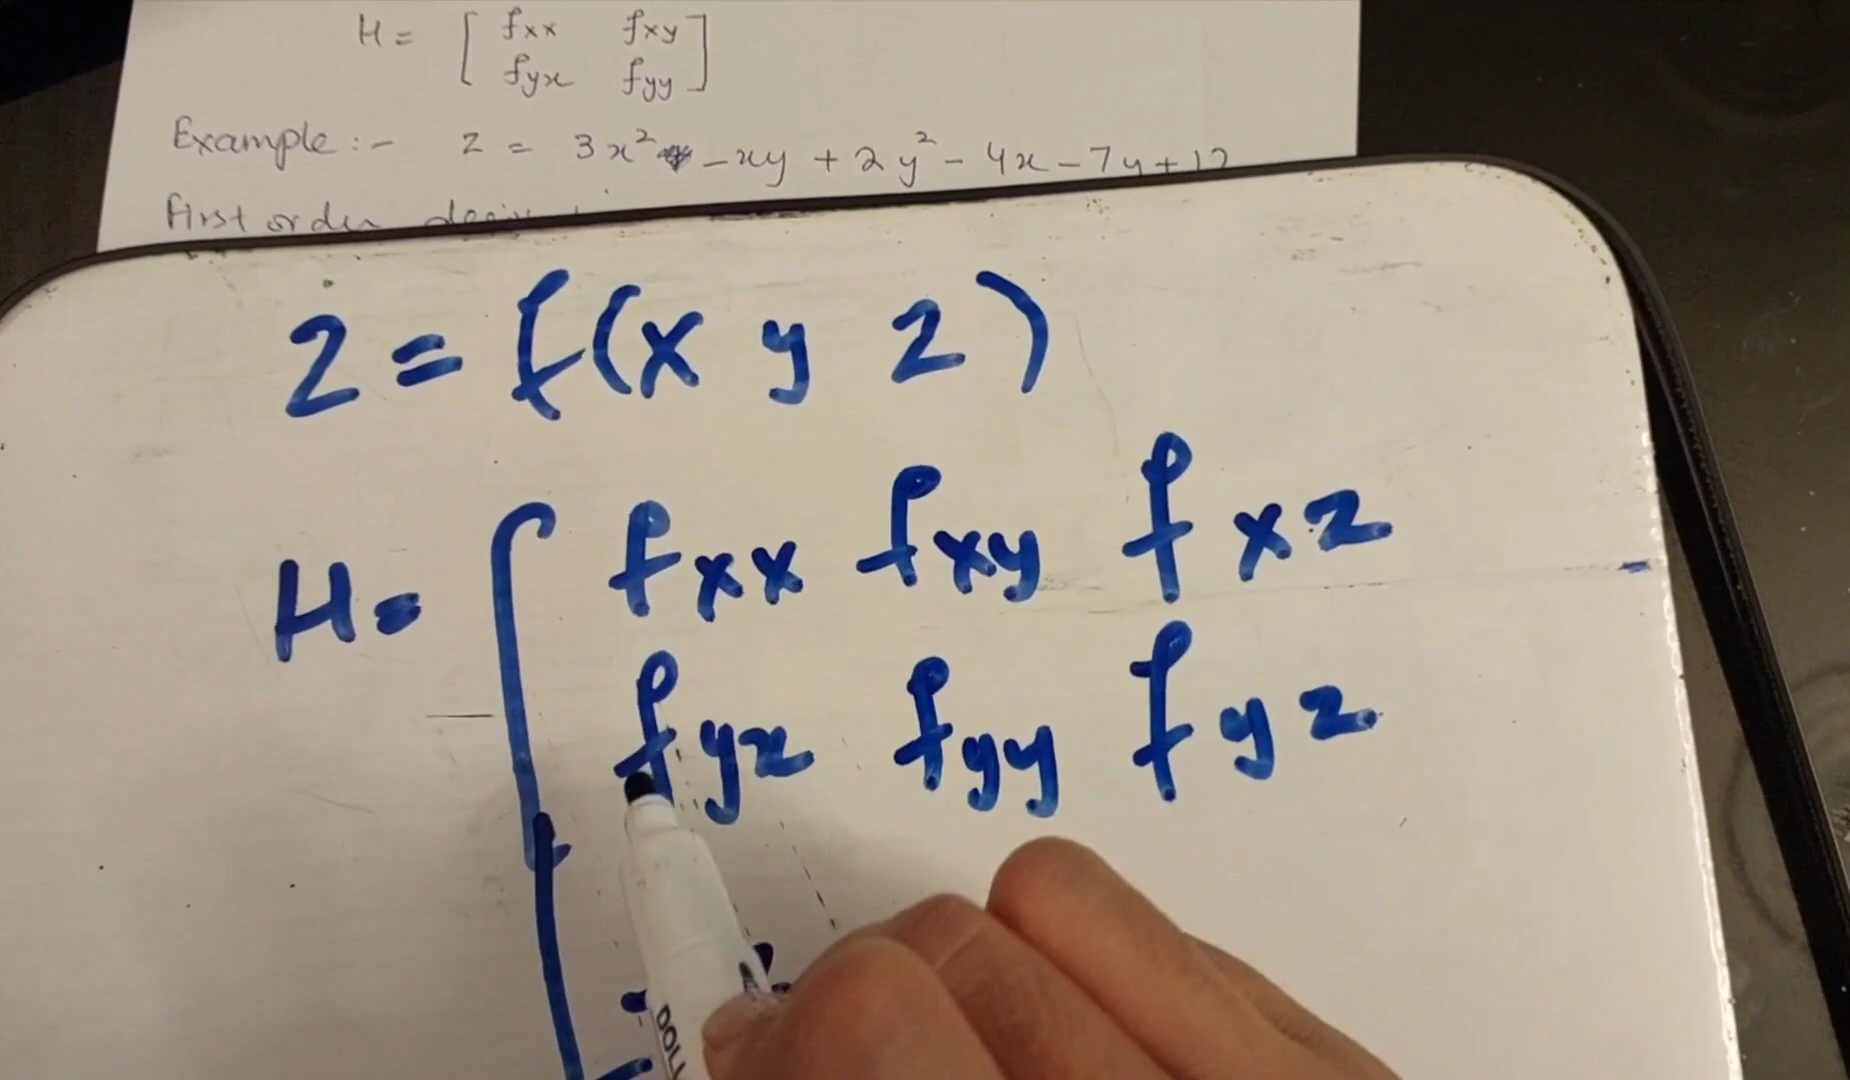 H = [ fxx fxy ]
[ fyx fyy ]
Example :- z = 3x² - xy + 2y² - 4x - 7y + 12
First order
z = f(x y z)
H = [ fxx fxy fxz
fyx fyy fyz
DOLL